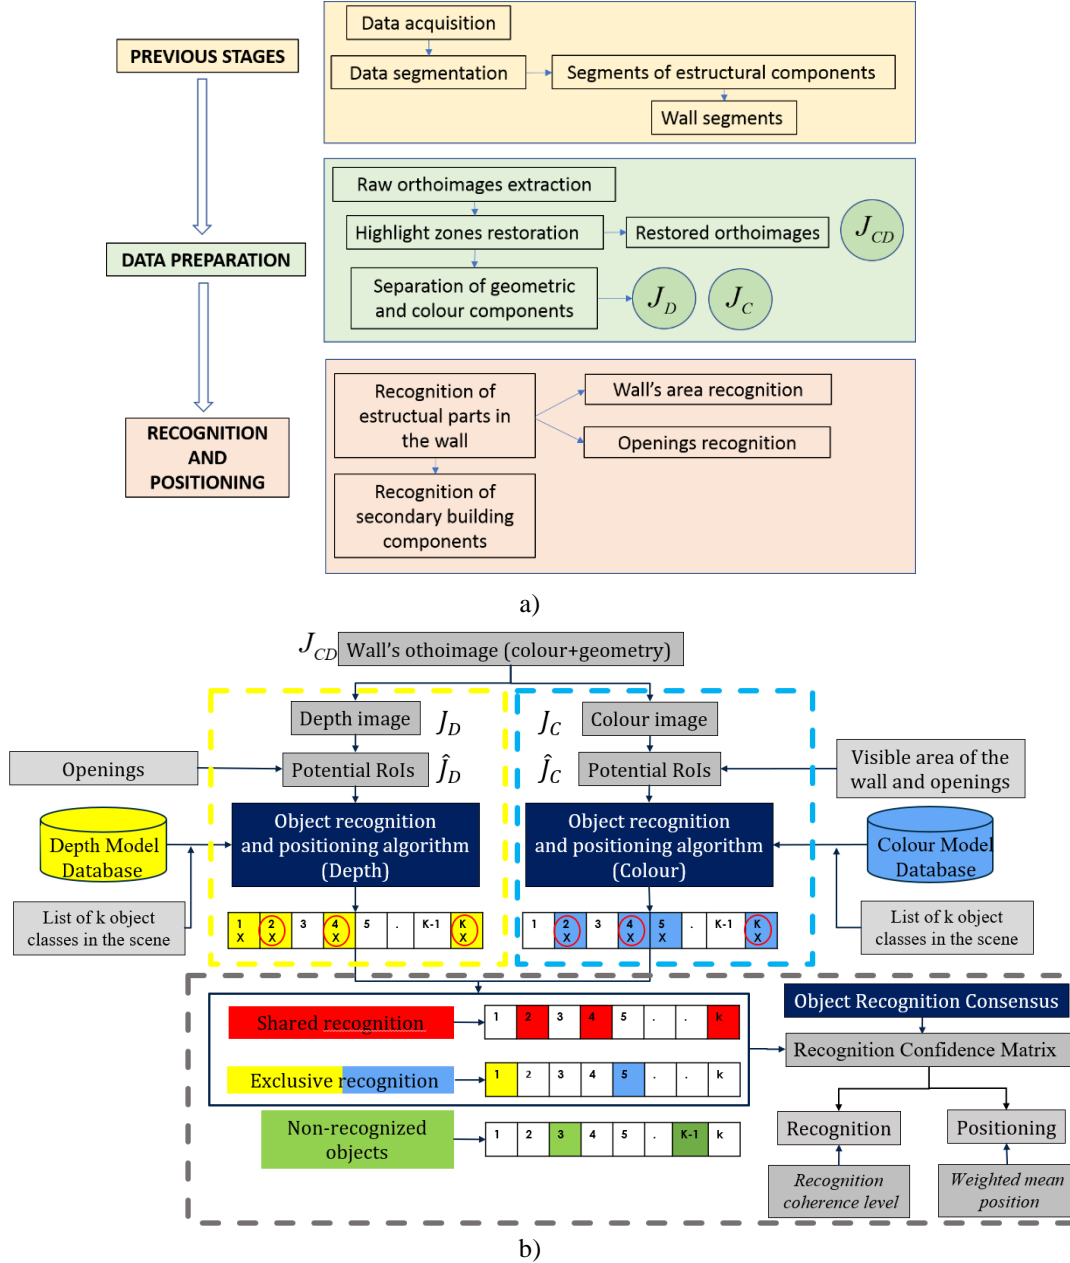 PREVIOUS STAGES
Data acquisition
Data segmentation
Segments of estructural components
Wall segments
DATA PREPARATION
Raw orthoimages extraction
Highlight zones restoration
Restored orthoimages
J_CD
Separation of geometric
and colour components
J_D
J_C
RECOGNITION
AND
POSITIONING
Recognition of
estructual parts in
the wall
Wall's area recognition
Openings recognition
Recognition of
secondary building
components
a)
J_CD
Wall's othoimage (colour+geometry)
Depth image
J_D
J_C
Colour image
Openings
Potential RoIs
Ĵ_D
Ĵ_C
Potential RoIs
Visible area of the
wall and openings
Depth Model
Database
Object recognition
and positioning algorithm
(Depth)
Object recognition
and positioning algorithm
(Colour)
Colour Model
Database
List of k object
classes in the scene
List of k object
classes in the scene
1 2 3 4 5 . K-1 K
X X X X
1 2 3 4 5 . K-1 K
X X X X
Shared recognition
1 2 3 4 5 . . k
Exclusive recognition
1 2 3 4 5 . . k
Non-recognized
objects
1 2 3 4 5 . K-1 k
Object Recognition Consensus
Recognition Confidence Matrix
Recognition
Positioning
Recognition
coherence level
Weighted mean
position
b)